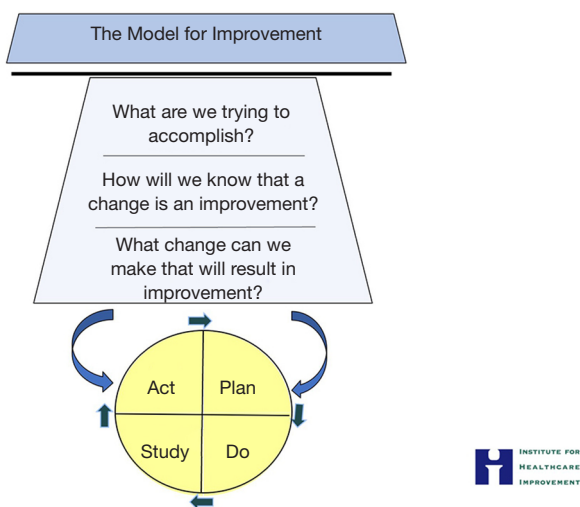 The Model for Improvement
What are we trying to
accomplish?
How will we know that a
change is an improvement?
What change can we
make that will result in
improvement?
Act
Plan
Study
Do
INSTITUTE FOR
HEALTHCARE
IMPROVEMENT